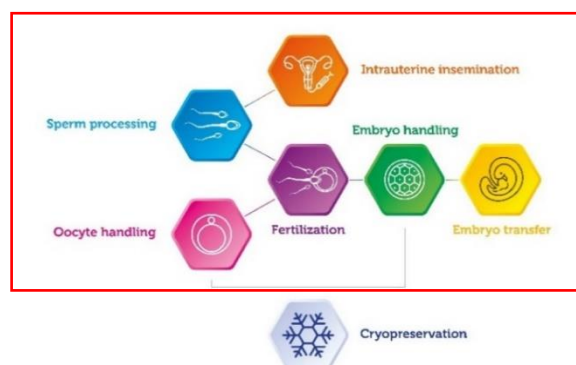 Intrauterine insemination
Sperm processing
Embryo handling
Oocyte handling
Fertilization
Embryo transfer
Cryopreservation